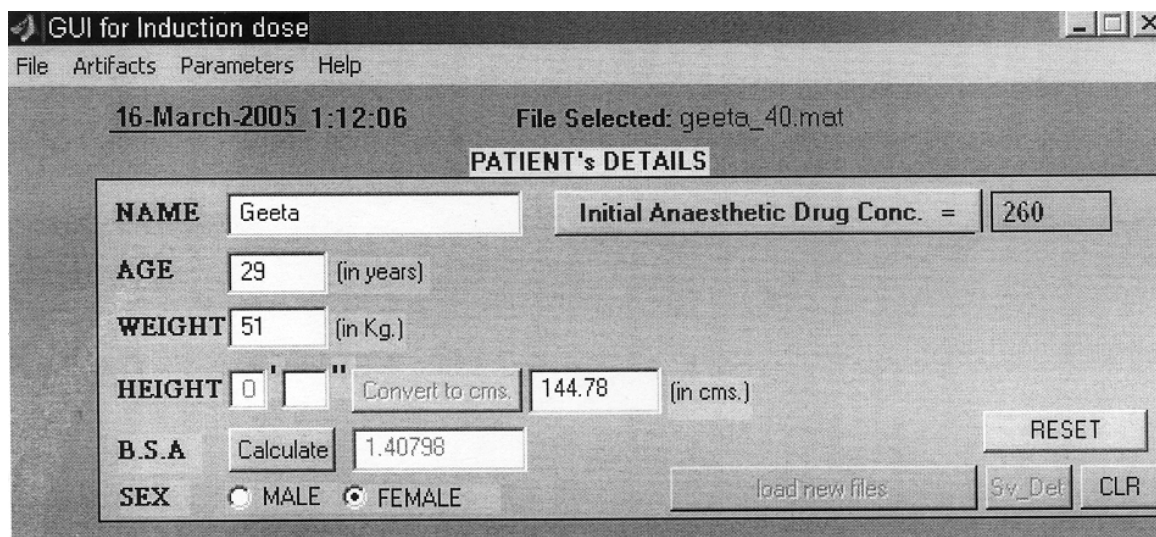 GUI for Induction dose
File Artifacts Parameters Help
16-March-2005 1:12:06 File Selected: geeta_40.mat
PATIENT's DETAILS
NAME Geeta Initial Anaesthetic Drug Conc. = 260
AGE 29 (in years)
WEIGHT 51 (in Kg.)
HEIGHT 0 ' " Convert to cms. 144.78 (in cms.)
RESET
B.S.A Calculate 1.40798
SEX MALE FEMALE load new files Sv_Det CLR